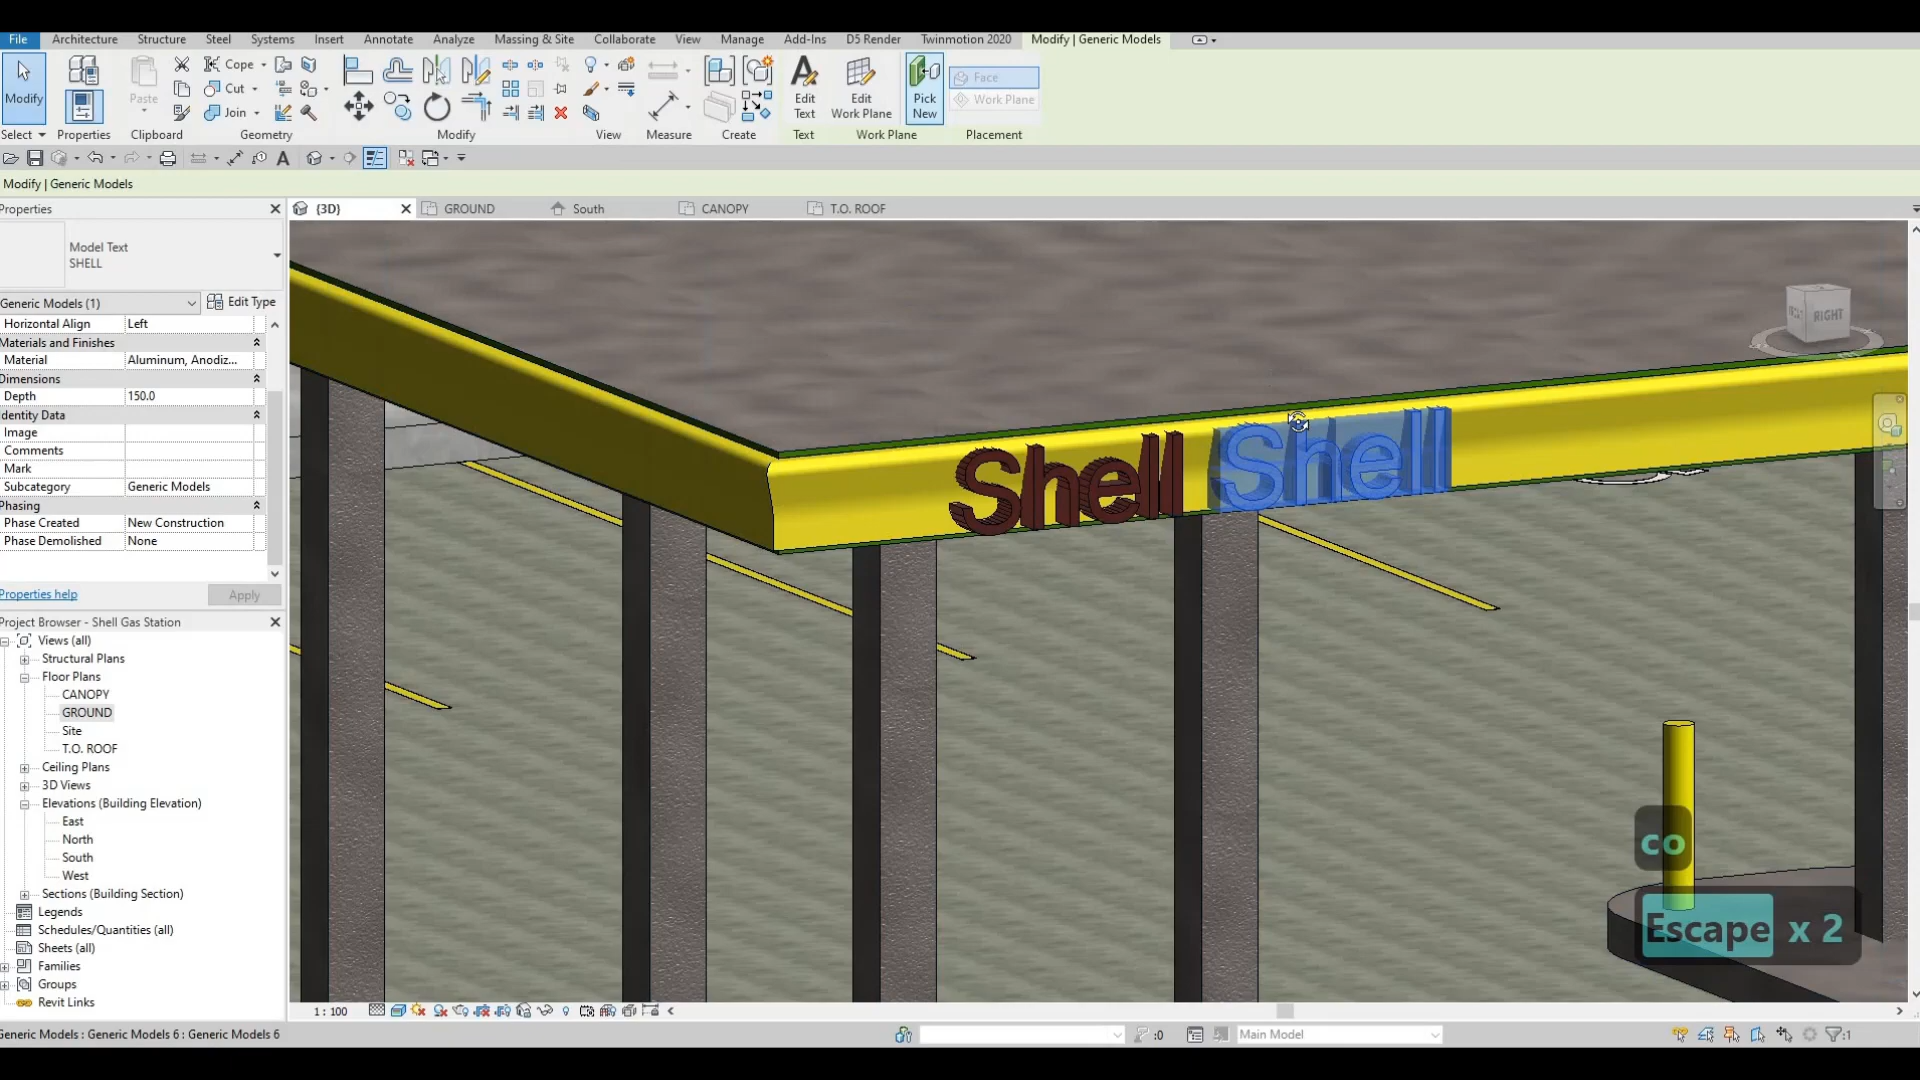 File Architecture Structure Steel Systems Insert Annotate Analyze Massing & Site Collaborate View Manage Add-Ins D5 Render Twinmotion 2020 Modify | Generic Models
Cope
Face
Modify
Paste
Cut
Edit Text
Edit Work Plane
Pick New
Work Plane
Join
Select Properties Clipboard Geometry Modify View Measure Create Text Work Plane Placement
Modify | Generic Models
Properties
{3D} GROUND South CANOPY T.O. ROOF
Model Text
SHELL
Generic Models (1) Edit Type
Horizontal Align Left
Materials and Finishes
Material Aluminum, Anodiz...
Dimensions
Depth 150.0
Identity Data
Image
Comments
Mark
Subcategory Generic Models
Phasing
Phase Created New Construction
Phase Demolished None
Properties help Apply
RIGHT
Shell Shell
Project Browser - Shell Gas Station
Views (all)
Structural Plans
Floor Plans
CANOPY
GROUND
Site
T.O. ROOF
Ceiling Plans
3D Views
Elevations (Building Elevation)
East
North
South
West
Sections (Building Section)
Legends
Schedules/Quantities (all)
Sheets (all)
Families
Groups
Revit Links
co
Escape x 2
1 : 100
Generic Models : Generic Models 6 : Generic Models 6
:0
Main Model
:1